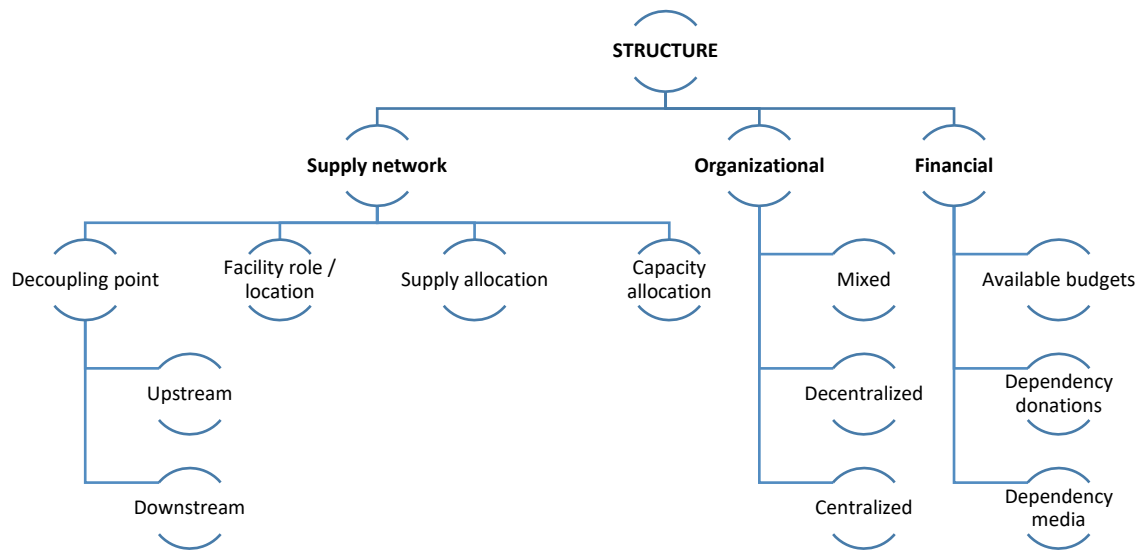 STRUCTURE
Supply network
Organizational
Financial
Decoupling point
Facility role /
location
Supply allocation
Capacity
allocation
Mixed
Available budgets
Upstream
Decentralized
Dependency
donations
Downstream
Centralized
Dependency
media